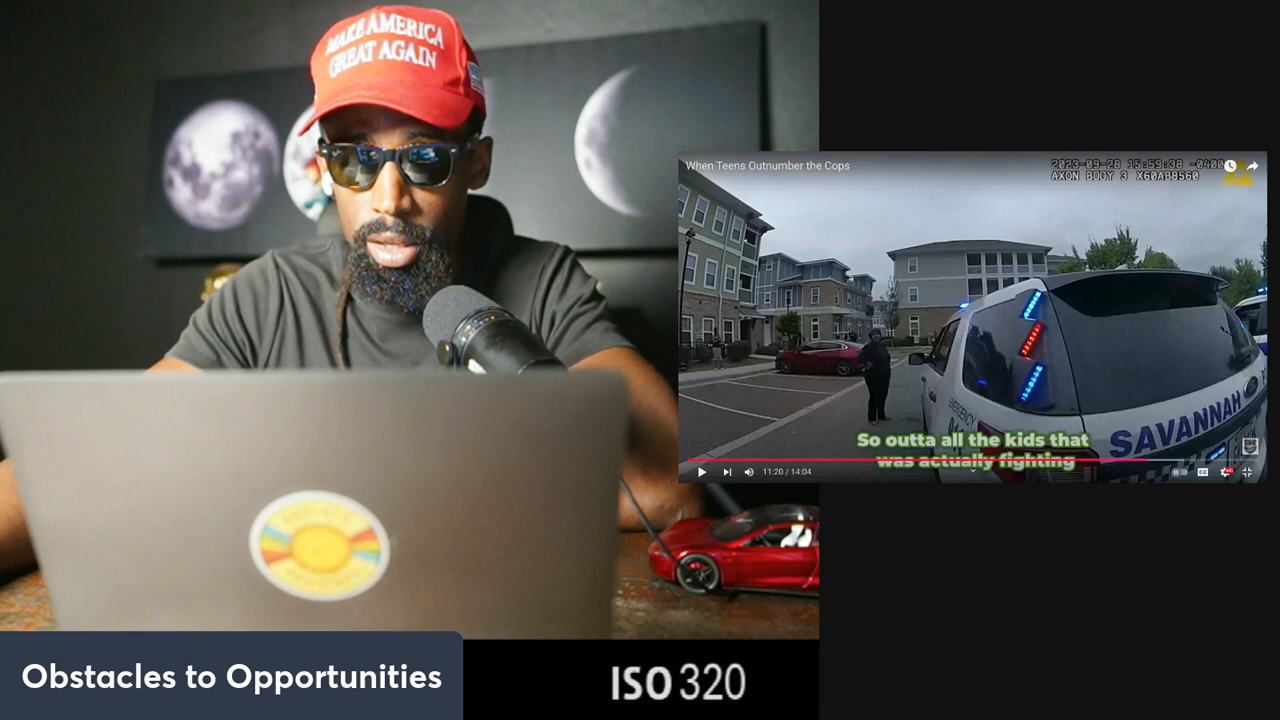 MAKE AMERICA
GREAT AGAIN
When Teens Outnumber the Cops
2023-09-28 15:59:38 -0400
AXON BODY 3 X60AB8560
SAVANNAH
EMERGENCY
So outta all the kids that
was actually fighting
11:20 / 14:04
Obstacles to Opportunities
ISO 320